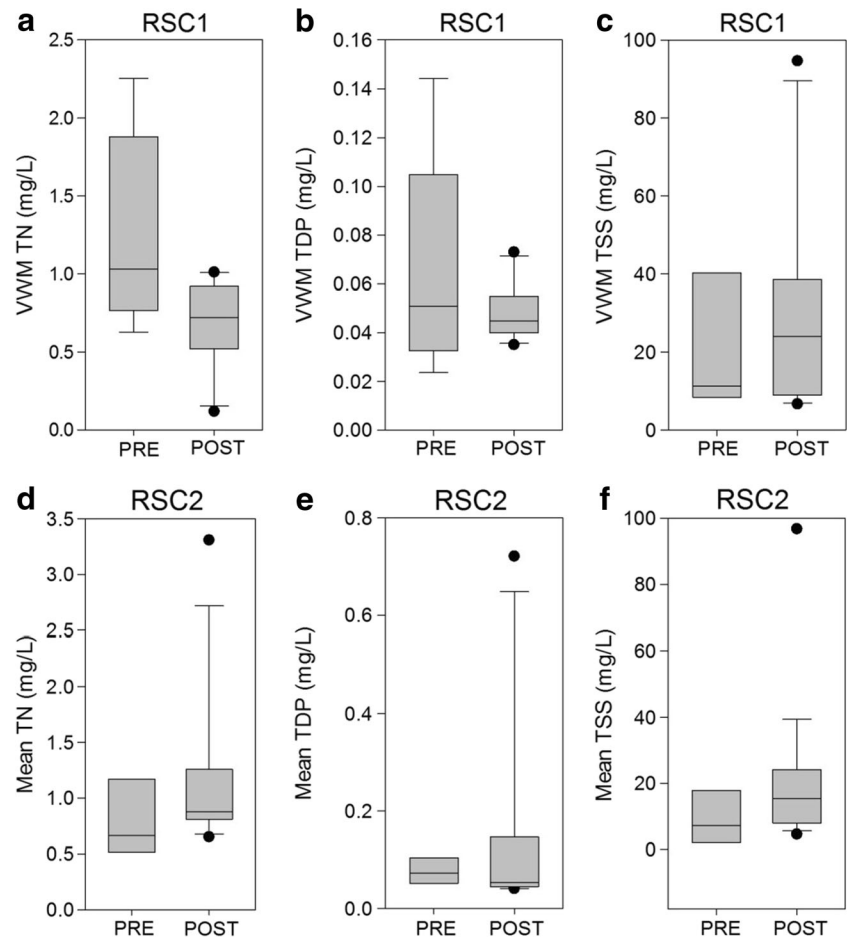 a RSC1
VWM TN (mg/L)
2.5
2.0
1.5
1.0
0.5
0.0
PRE POST
b RSC1
VWM TDP (mg/L)
0.16
0.14
0.12
0.10
0.08
0.06
0.04
0.02
0.00
PRE POST
c RSC1
VWM TSS (mg/L)
100
80
60
40
20
0
PRE POST
d RSC2
Mean TN (mg/L)
3.5
3.0
2.5
2.0
1.5
1.0
0.5
0.0
PRE POST
e RSC2
Mean TDP (mg/L)
0.8
0.6
0.4
0.2
0.0
PRE POST
f RSC2
Mean TSS (mg/L)
100
80
60
40
20
0
PRE POST